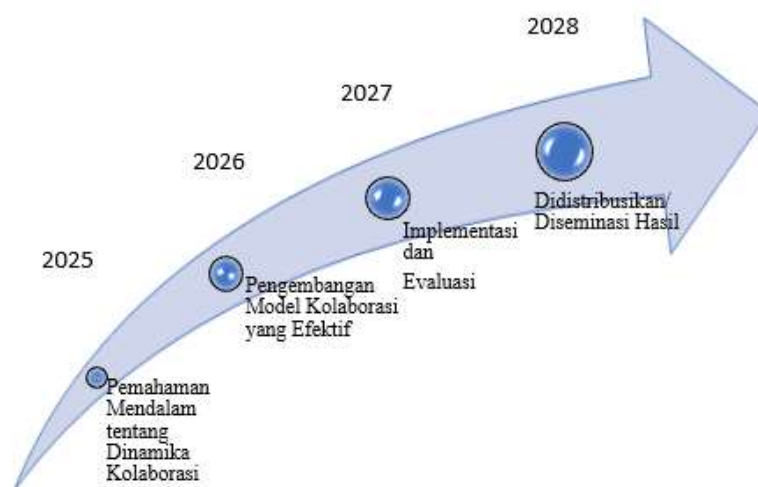 2025
Pemahaman
Mendalam
tentang
Dinamika
Kolaborasi
2026
Pengembangan
Model Kolaborasi
yang Efektif
2027
Implementasi
dan
Evaluasi
2028
Didistribusikan/
Diseminasi Hasil